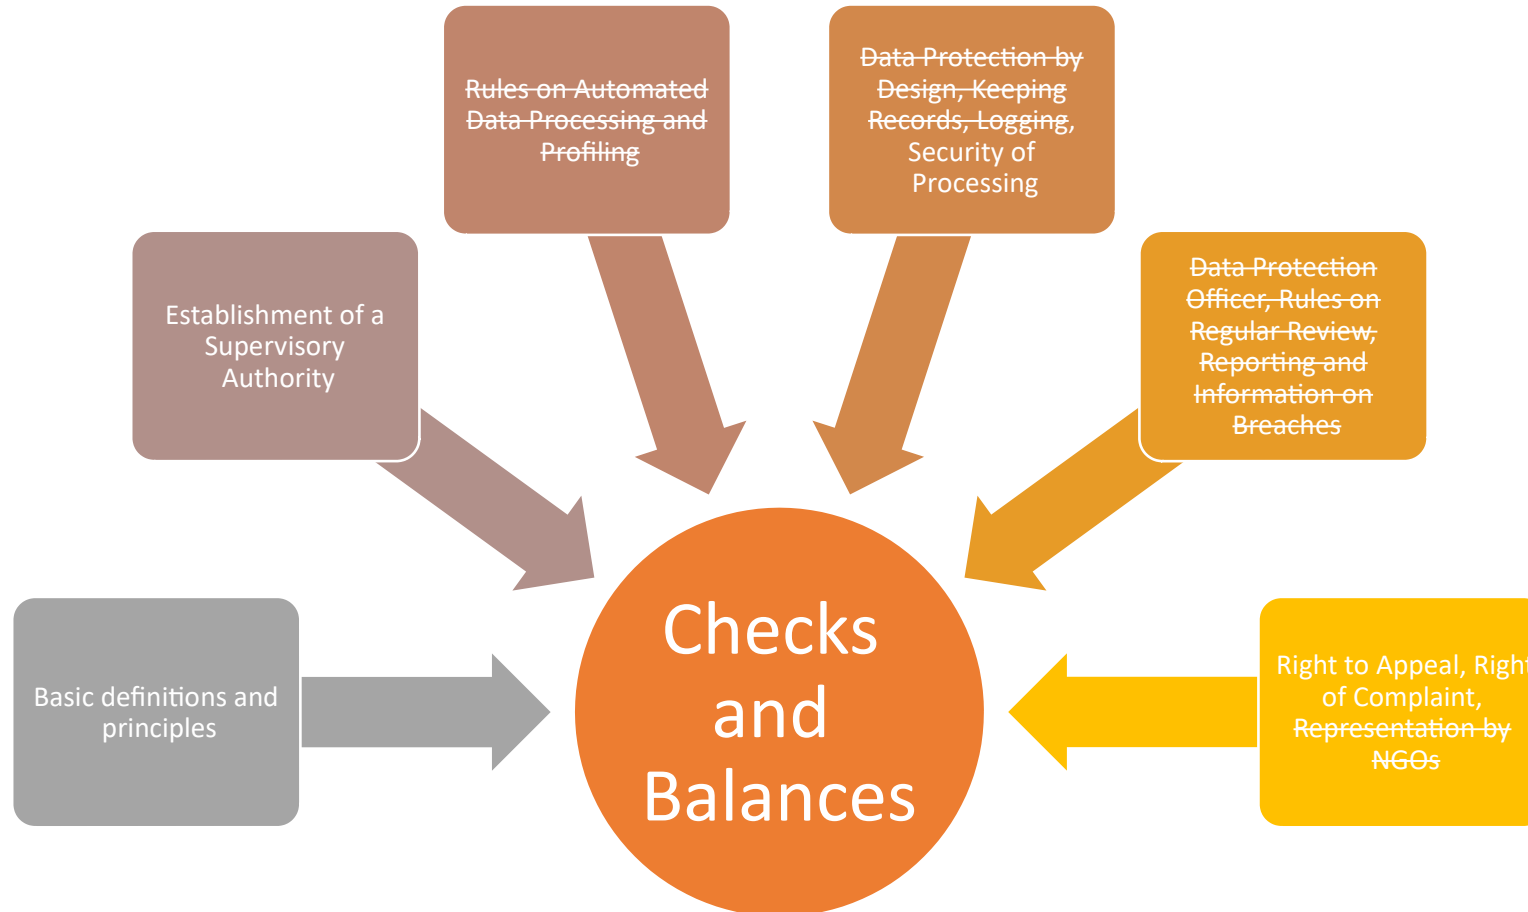 Rules on Automated
Data Processing and
Profiling
Data Protection by
Design, Keeping
Records, Logging,
Security of
Processing
Establishment of a
Supervisory
Authority
Data Protection
Officer, Rules on
Regular Review,
Reporting and
Information on
Breaches
Basic definitions and
principles
Checks
and
Balances
Right to Appeal, Right
of Complaint,
Representation by
NGOs